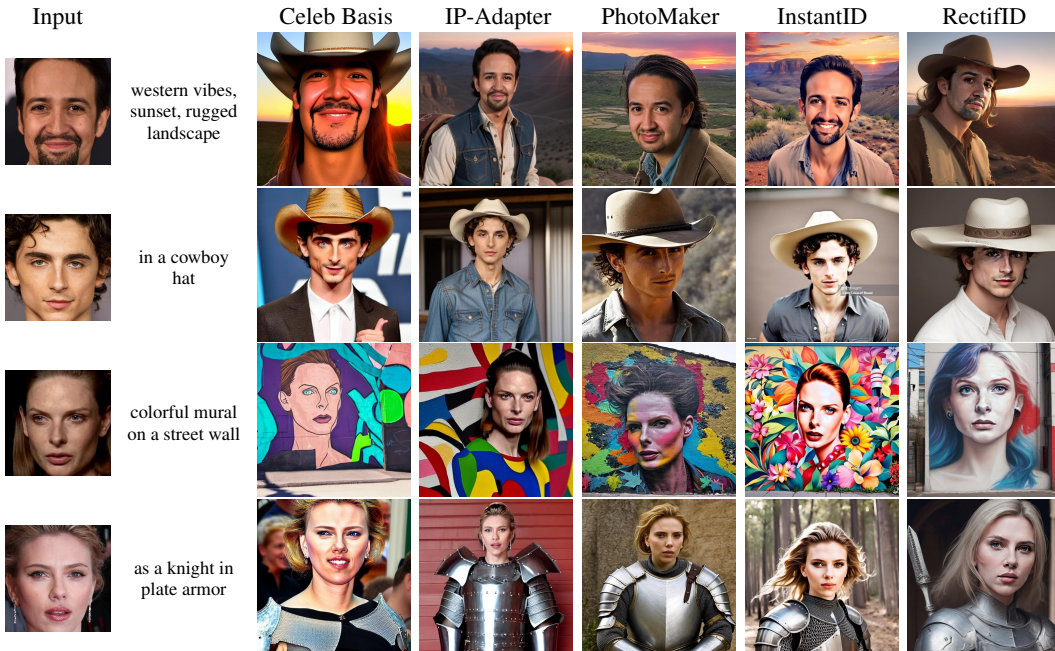 Input
Celeb Basis
IP-Adapter
PhotoMaker
InstantID
RectifID
western vibes,
sunset, rugged
landscape
in a cowboy
hat
colorful mural
on a street wall
as a knight in
plate armor